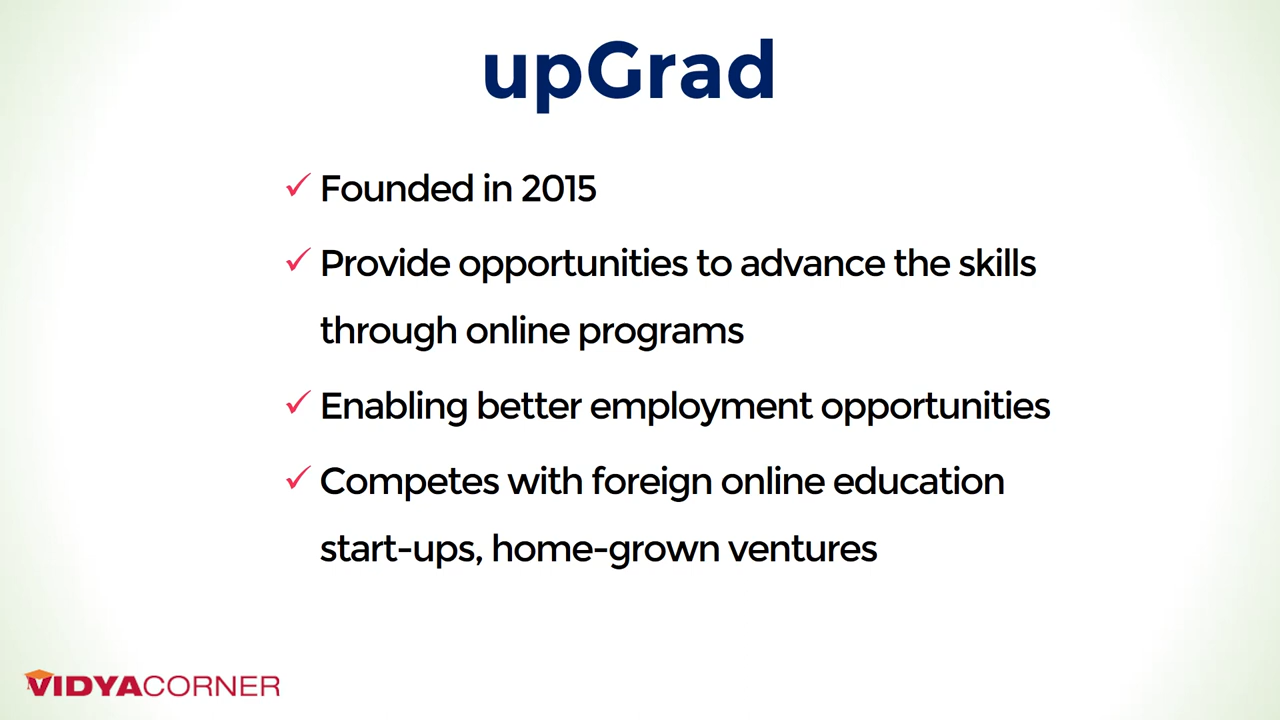 upGrad
✓ Founded in 2015
✓ Provide opportunities to advance the skills
through online programs
✓ Enabling better employment opportunities
✓ Competes with foreign online education
start-ups, home-grown ventures
VIDYACORNER